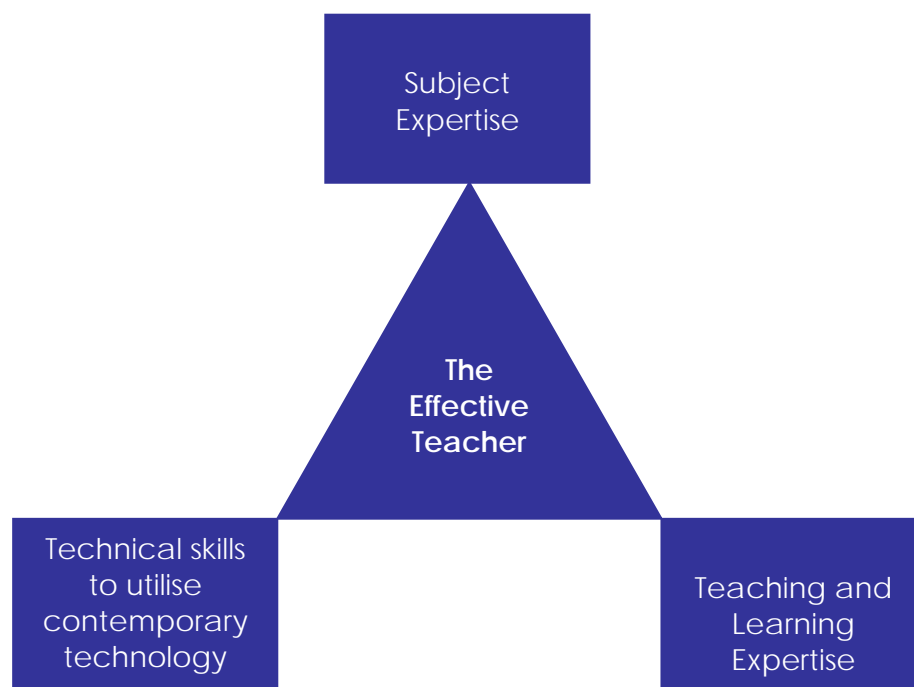 Subject
Expertise
The
Effective
Teacher
Technical skills
to utilise
contemporary
technology
Teaching and
Learning
Expertise